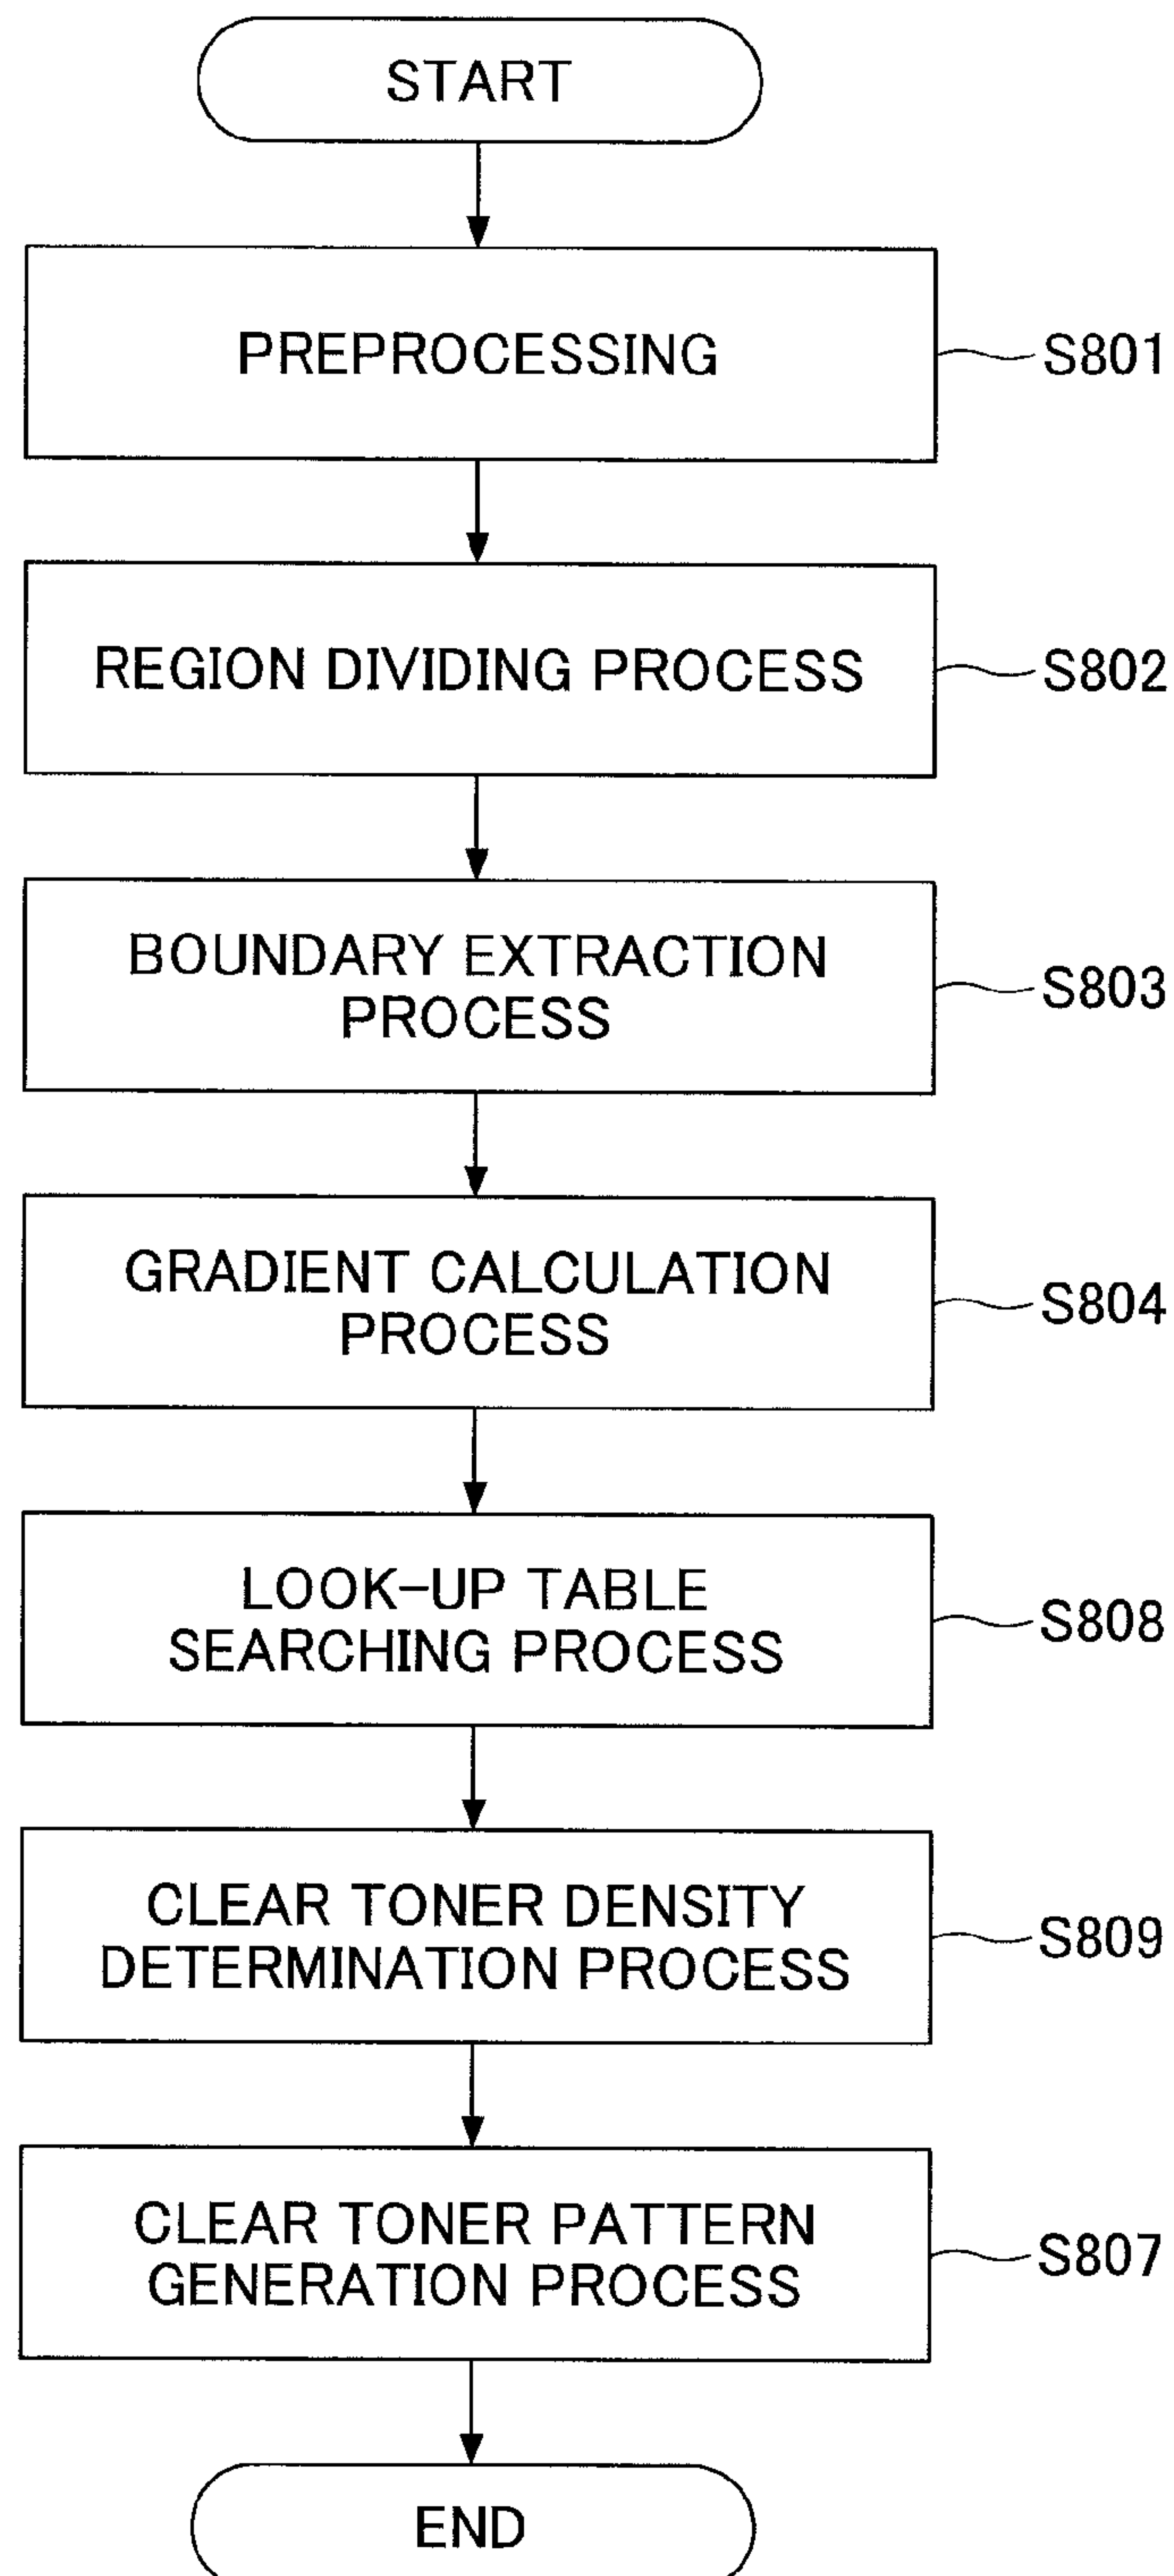 START
PREPROCESSING
S801
REGION DIVIDING PROCESS
S802
BOUNDARY EXTRACTION
PROCESS
S803
GRADIENT CALCULATION
PROCESS
S804
LOOK-UP TABLE
SEARCHING PROCESS
S808
CLEAR TONER DENSITY
DETERMINATION PROCESS
S809
CLEAR TONER PATTERN
GENERATION PROCESS
S807
END